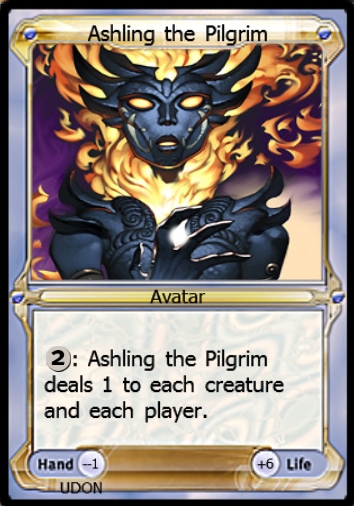 Ashling the Pilgrim
Avatar
2: Ashling the Pilgrim
deals 1 to each creature
and each player.
Hand --1 +6 Life
UDON